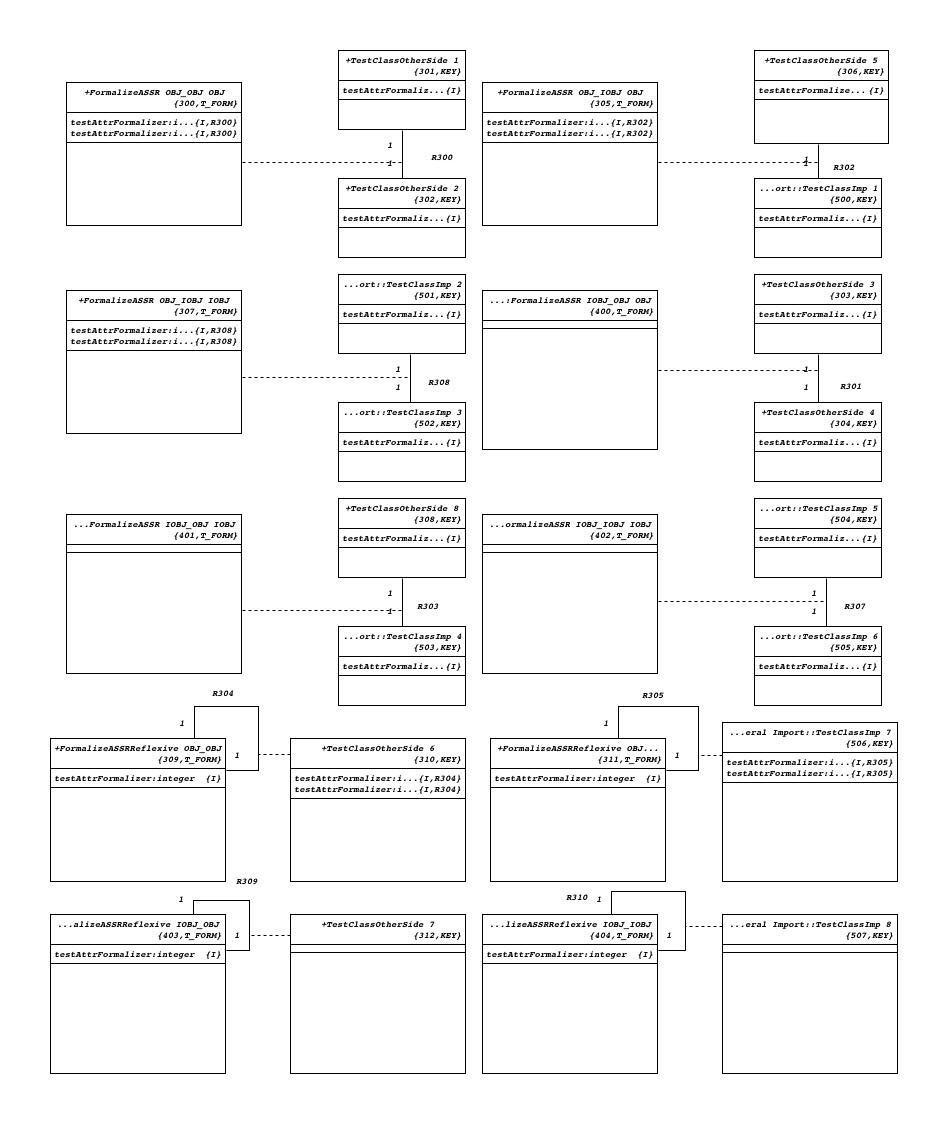 +TestClassOtherSide 1
{301,KEY}
testAttrFormaliz...{I}
+FormalizeASSR OBJ_OBJ OBJ
{300,T_FORM}
testAttrFormalizer:i...{I,R300}
testAttrFormalizer:i...{I,R300}
1
R300
1
+TestClassOtherSide 2
{302,KEY}
testAttrFormaliz...{I}
+TestClassOtherSide 5
{306,KEY}
testAttrFormalize... {I}
+FormalizeASSR OBJ_IOBJ OBJ
{305,T_FORM}
testAttrFormalizer:i...{I,R302}
testAttrFormalizer:i...{I,R302}
1
1
R302
...ort::TestClassImp 1
{500,KEY}
testAttrFormaliz...{I}
...ort::TestClassImp 2
{501,KEY}
testAttrFormaliz...{I}
+FormalizeASSR OBJ_IOBJ IOBJ
{307,T_FORM}
testAttrFormalizer:i...{I,R308}
testAttrFormalizer:i...{I,R308}
1
R308
1
...ort::TestClassImp 3
{502,KEY}
testAttrFormaliz...{I}
+TestClassOtherSide 3
{303,KEY}
testAttrFormaliz...{I}
...:FormalizeASSR IOBJ_OBJ OBJ
{400,T_FORM}
1
1
R301
+TestClassOtherSide 4
{304,KEY}
testAttrFormaliz...{I}
+TestClassOtherSide 8
{308,KEY}
testAttrFormaliz...{I}
...FormalizeASSR IOBJ_OBJ IOBJ
{401,T_FORM}
1
R303
1
...ort::TestClassImp 4
{503,KEY}
testAttrFormaliz...{I}
...ort::TestClassImp 5
{504,KEY}
testAttrFormaliz...{I}
...ormalizeASSR IOBJ_IOBJ IOBJ
{402,T_FORM}
1
R307
1
...ort::TestClassImp 6
{505,KEY}
testAttrFormaliz...{I}
R304
1
1
+FormalizeASSRReflexive OBJ_OBJ
{309,T_FORM}
testAttrFormalizer:integer {I}
+TestClassOtherSide 6
{310,KEY}
testAttrFormalizer:i...{I,R304}
testAttrFormalizer:i...{I,R304}
R305
1
1
+FormalizeASSRReflexive OBJ...
{311,T_FORM}
testAttrFormalizer:integer {I}
...eral Import::TestClassImp 7
{506,KEY}
testAttrFormalizer:i...{I,R305}
testAttrFormalizer:i...{I,R305}
R309
1
1
...alizeASSRReflexive IOBJ_OBJ
{403,T_FORM}
testAttrFormalizer:integer {I}
+TestClassOtherSide 7
{312,KEY}
R310
1
1
...lizeASSRReflexive IOBJ_IOBJ
{404,T_FORM}
testAttrFormalizer:integer {I}
...eral Import::TestClassImp 8
{507,KEY}